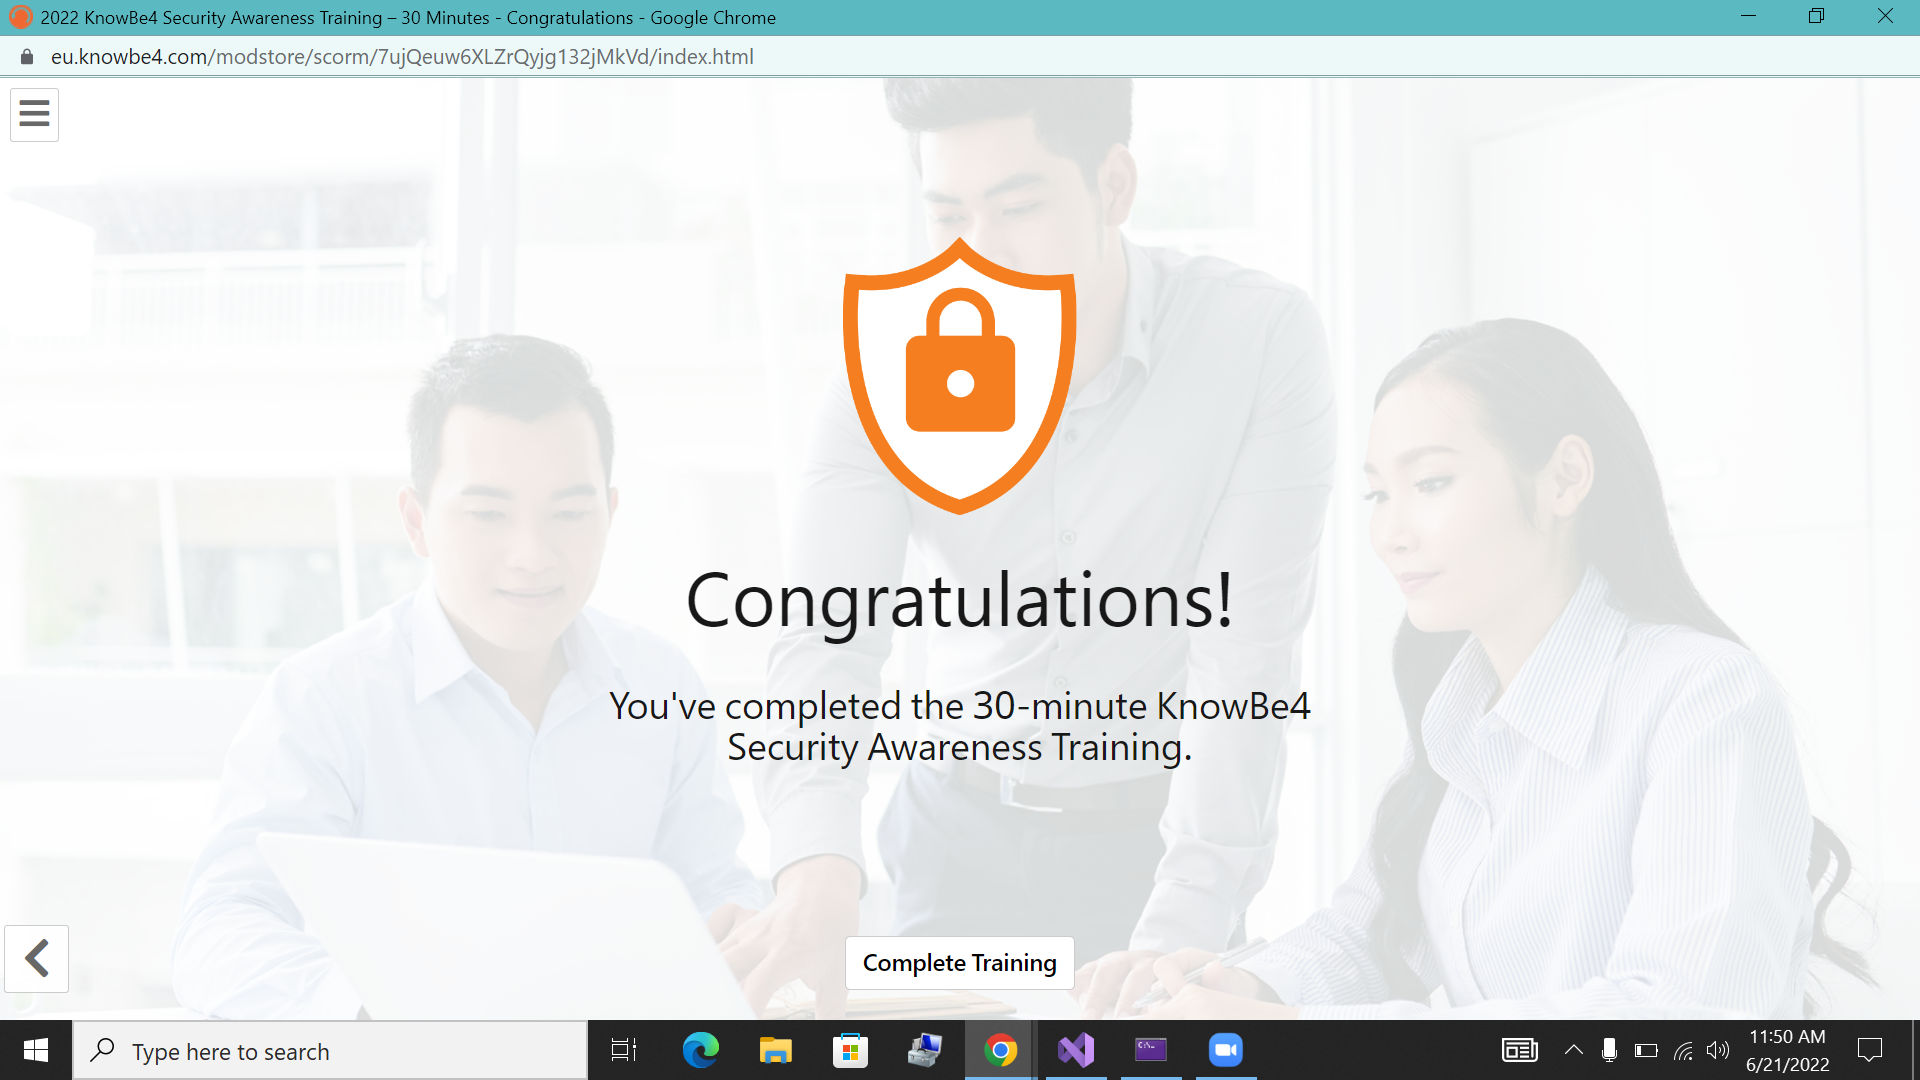 2022 KnowBe4 Security Awareness Training – 30 Minutes - Congratulations - Google Chrome
eu.knowbe4.com/modstore/scorm/7ujQeuw6XLZrQyjg132jMkVd/index.html
Congratulations!
You've completed the 30-minute KnowBe4
Security Awareness Training.
Complete Training
Type here to search
C:\_
11:50 AM
6/21/2022